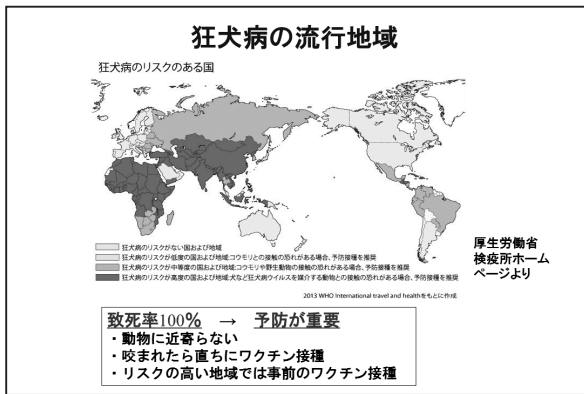 狂犬病の流行地域
狂犬病のリスクのある国
狂犬病のリスクがない国および地域
狂犬病のリスクが低度の国および地域:コウモリとの接触の恐れがある場合、予防接種を推奨
狂犬病のリスクが中等度の国および地域:コウモリや野生動物の接触の恐れがある場合、予防接種を推奨
狂犬病のリスクが高度の国および地域:犬など狂犬病ウイルスを媒介する動物との接触の恐れがある場合、予防接種を推奨
2013 WHO International travel and healthをもとに作成
厚生労働省
検疫所ホーム
ページより
致死率100% → 予防が重要
・動物に近寄らない
・咬まれたら直ちにワクチン接種
・リスクの高い地域では事前のワクチン接種